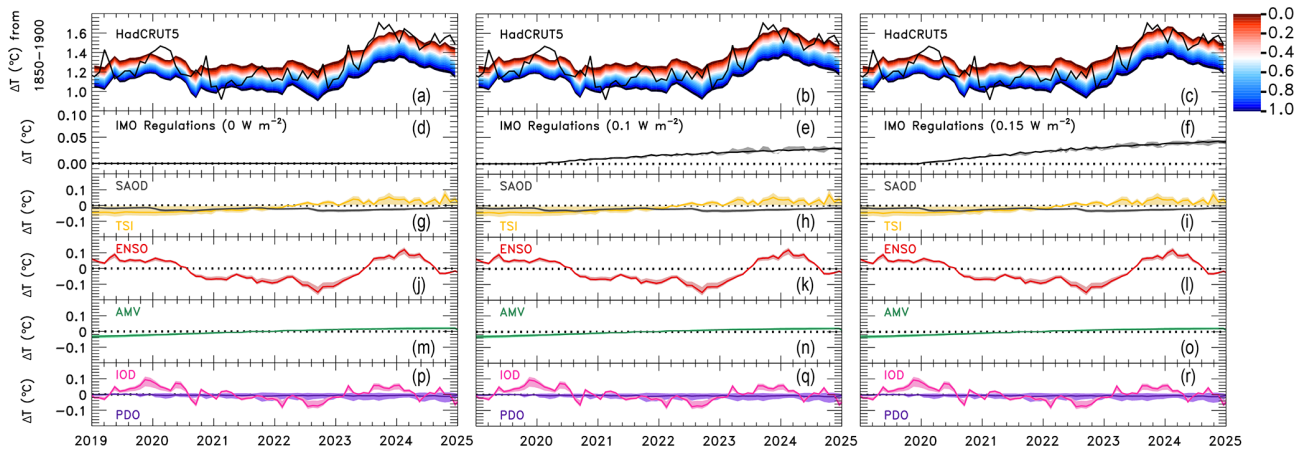 ΔT (°C) from
1850−1900
1.6
1.4
1.2
1.0
HadCRUT5
(a)
HadCRUT5
(b)
HadCRUT5
(c)
0.0
−0.2
−0.4
−0.6
−0.8
−1.0
ΔT (°C)
0.10
0.05
0.00
IMO Regulations (0 W m⁻²)
(d)
IMO Regulations (0.1 W m⁻²)
(e)
IMO Regulations (0.15 W m⁻²)
(f)
ΔT (°C)
0.1
0
−0.1
SAOD
TSI
(g)
SAOD
TSI
(h)
SAOD
TSI
(i)
ΔT (°C)
0.1
0
−0.1
ENSO
(j)
ENSO
(k)
ENSO
(l)
ΔT (°C)
0.1
0
−0.1
AMV
(m)
AMV
(n)
AMV
(o)
ΔT (°C)
0.1
0
−0.1
IOD
PDO
(p)
IOD
PDO
(q)
IOD
PDO
(r)
2019 2020 2021 2022 2023 2024 2025
2020 2021 2022 2023 2024 2025
2020 2021 2022 2023 2024 2025